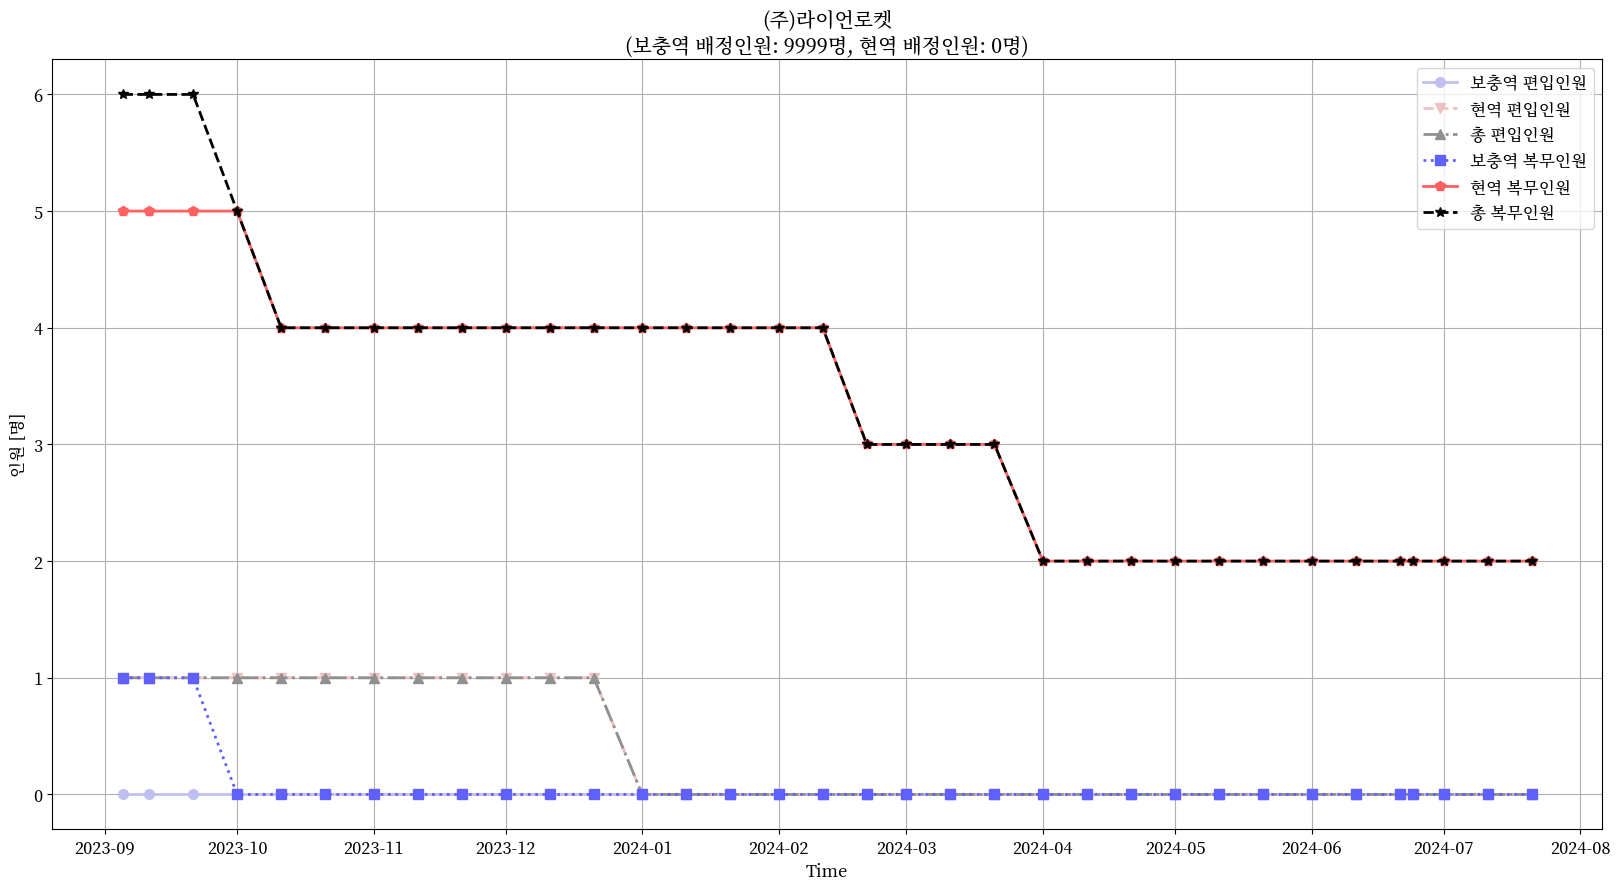 (주)라이언로켓
(보충역 배정인원: 9999명, 현역 배정인원: 0명)
보충역 편입인원
현역 편입인원
총 편입인원
보충역 복무인원
현역 복무인원
총 복무인원
인원 [명]
6
5
4
3
2
1
0
2023-09 2023-10 2023-11 2023-12 2024-01 2024-02 2024-03 2024-04 2024-05 2024-06 2024-07 2024-08
Time